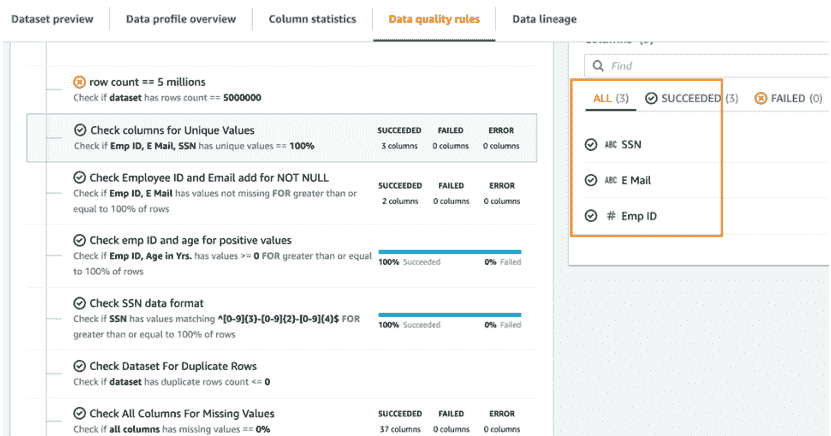 Dataset preview
Data profile overview
Column statistics
Data quality rules
Data lineage
row count == 5 millions
Check if dataset has rows count == 5000000
Check columns for Unique Values
Check if Emp ID, E Mail, SSN has unique values == 100%
SUCCEEDED FAILED ERROR
3 columns 0 columns 0 columns
Check Employee ID and Email add for NOT NULL
Check if Emp ID, E Mail has values not missing FOR greater than or
equal to 100% of rows
SUCCEEDED FAILED ERROR
2 columns 0 columns 0 columns
Check emp ID and age for positive values
Check if Emp ID, Age in Yrs. has values >= 0 FOR greater than or equal
to 100% of rows
100% Succeeded 0% Failed
Check SSN data format
Check if SSN has values matching ^[0-9]{3}-[0-9]{2}-[0-9]{4}$ FOR
greater than or equal to 100% of rows
100% Succeeded 0% Failed
Check Dataset For Duplicate Rows
Check if dataset has duplicate rows count <= 0
Check All Columns For Missing Values
Check if all columns has missing values == 0%
SUCCEEDED FAILED ERROR
37 columns 0 columns 0 columns
Find
ALL (3) SUCCEEDED (3) FAILED (0)
ABC SSN
ABC E Mail
# Emp ID